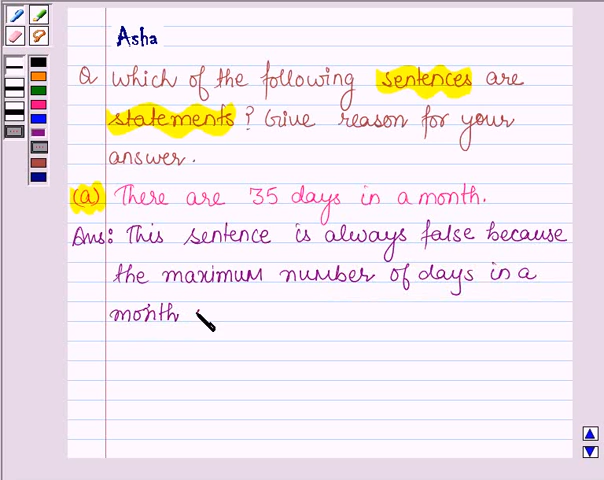 Asha
Q Which of the following sentences are
statements? Give reason for your
answer.
(a) There are 35 days in a month.
Ans: This sentence is always false because
the maximum number of days in a
month